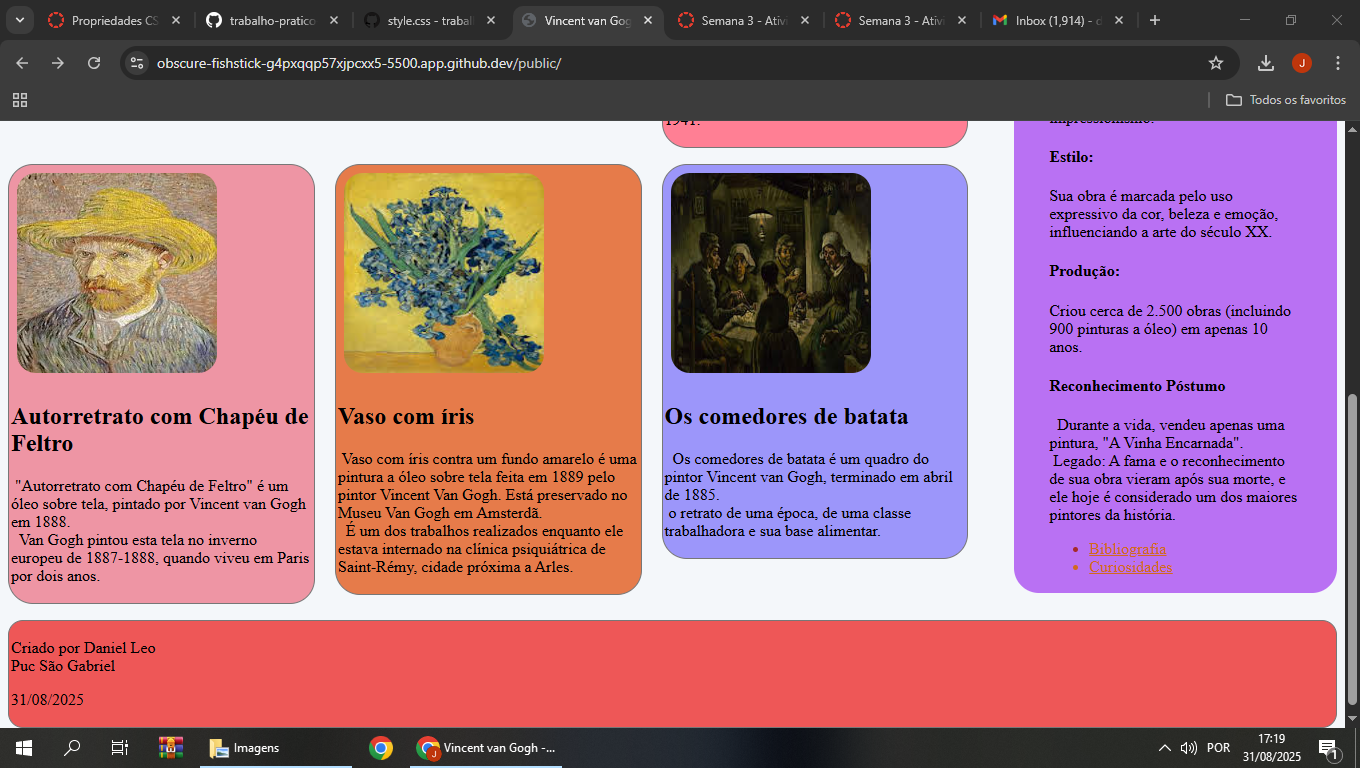 Propriedades CS
trabalho-pratico
style.css - trabal
Vincent van Gog
Semana 3 - Ativi
Semana 3 - Ativi
Inbox (1,914) - d
obscure-fishstick-g4pxqqp57xjpcxx5-5500.app.github.dev/public/
J
Todos os favoritos
1941.
impressionismo.
Estilo:
Sua obra é marcada pelo uso
expressivo da cor, beleza e emoção,
influenciando a arte do século XX.
Produção:
Criou cerca de 2.500 obras (incluindo
900 pinturas a óleo) em apenas 10
anos.
Reconhecimento Póstumo
Durante a vida, vendeu apenas uma
pintura, "A Vinha Encarnada".
Legado: A fama e o reconhecimento
de sua obra vieram após sua morte, e
ele hoje é considerado um dos maiores
pintores da história.
Bibliografia
Curiosidades
Autorretrato com Chapéu de
Feltro
"Autorretrato com Chapéu de Feltro" é um
óleo sobre tela, pintado por Vincent van Gogh
em 1888.
Van Gogh pintou esta tela no inverno
europeu de 1887-1888, quando viveu em Paris
por dois anos.
Vaso com íris
Vaso com íris contra um fundo amarelo é uma
pintura a óleo sobre tela feita em 1889 pelo
pintor Vincent Van Gogh. Está preservado no
Museu Van Gogh em Amsterdã.
É um dos trabalhos realizados enquanto ele
estava internado na clínica psiquiátrica de
Saint-Rémy, cidade próxima a Arles.
Os comedores de batata
Os comedores de batata é um quadro do
pintor Vincent van Gogh, terminado em abril
de 1885.
o retrato de uma época, de uma classe
trabalhadora e sua base alimentar.
Criado por Daniel Leo
Puc São Gabriel
31/08/2025
Imagens
J
Vincent van Gogh -...
POR
17:19
31/08/2025
1